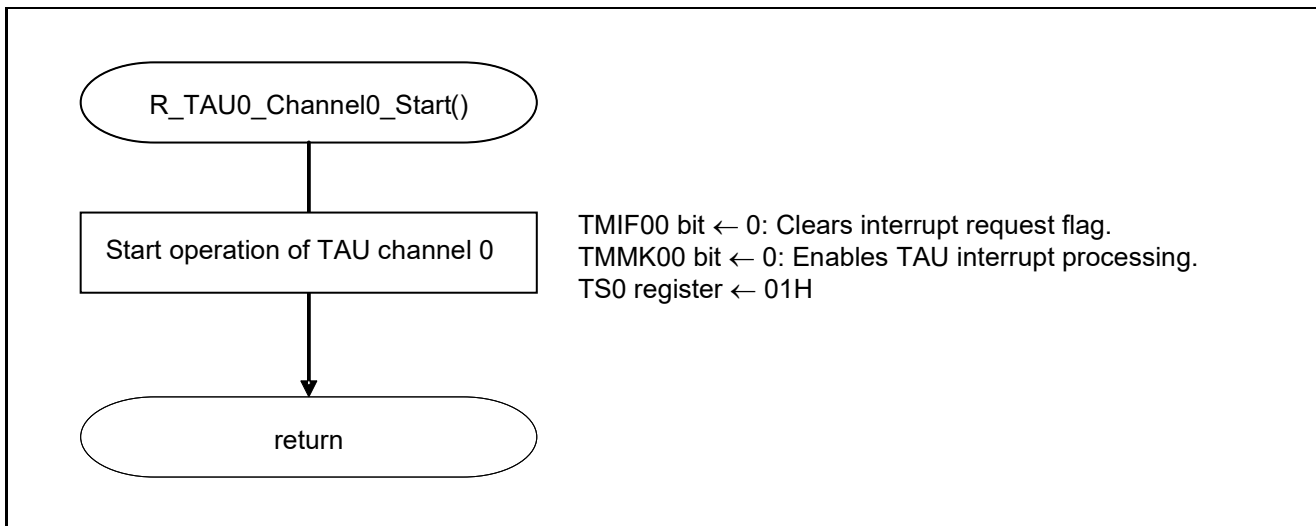 R_TAU0_Channel0_Start()
Start operation of TAU channel 0
TMIF00 bit ← 0: Clears interrupt request flag.
TMMK00 bit ← 0: Enables TAU interrupt processing.
TS0 register ← 01H
return